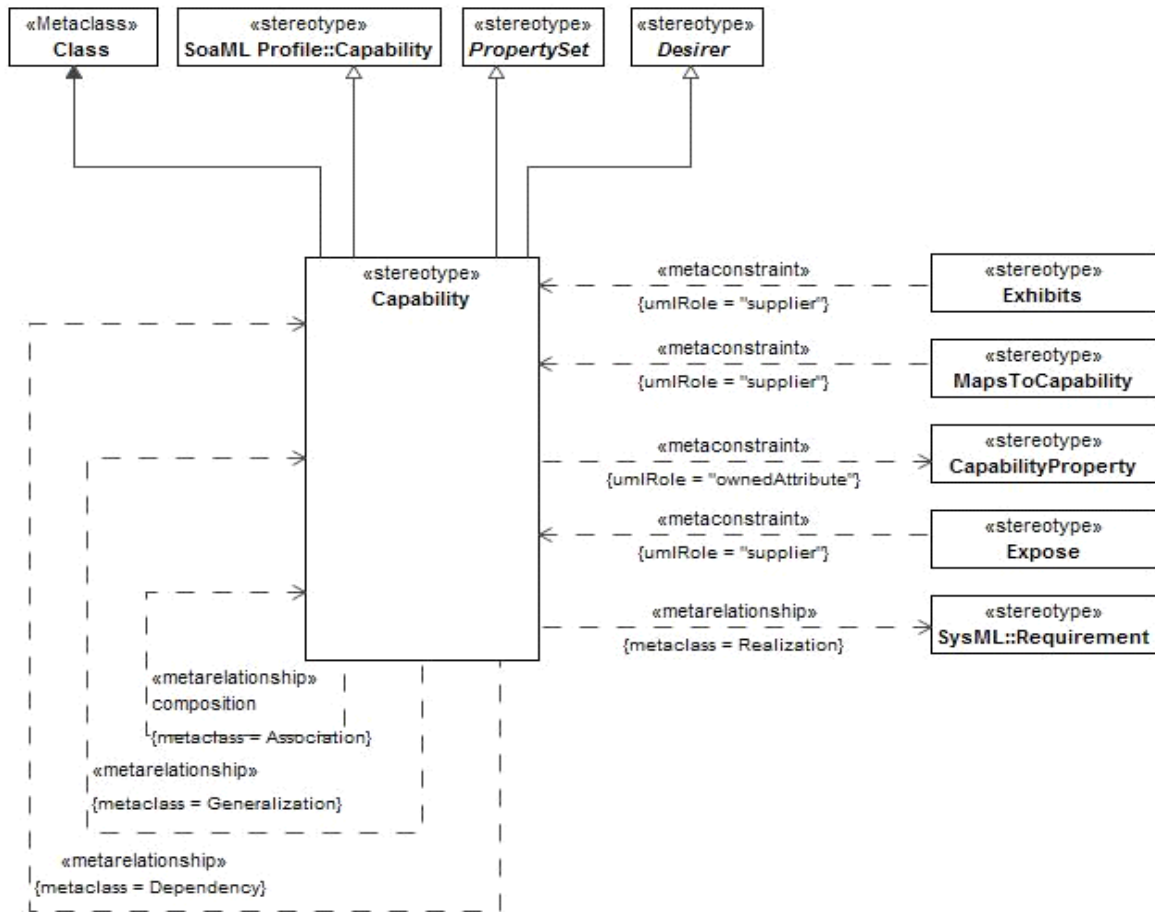 «Metaclass»
Class
«stereotype»
SoaML Profile::Capability
«stereotype»
PropertySet
«stereotype»
Desirer
«stereotype»
Capability
«metaconstraint»
{umlRole = "supplier"}
«stereotype»
Exhibits
«metaconstraint»
{umlRole = "supplier"}
«stereotype»
MapsToCapability
«metaconstraint»
{umlRole = "ownedAttribute"}
«stereotype»
CapabilityProperty
«metaconstraint»
{umlRole = "supplier"}
«stereotype»
Expose
«metarelationship»
{metaclass = Realization}
«stereotype»
SysML::Requirement
«metarelationship»
composition
{metaclass = Association}
«metarelationship»
{metaclass = Generalization}
«metarelationship»
{metaclass = Dependency}